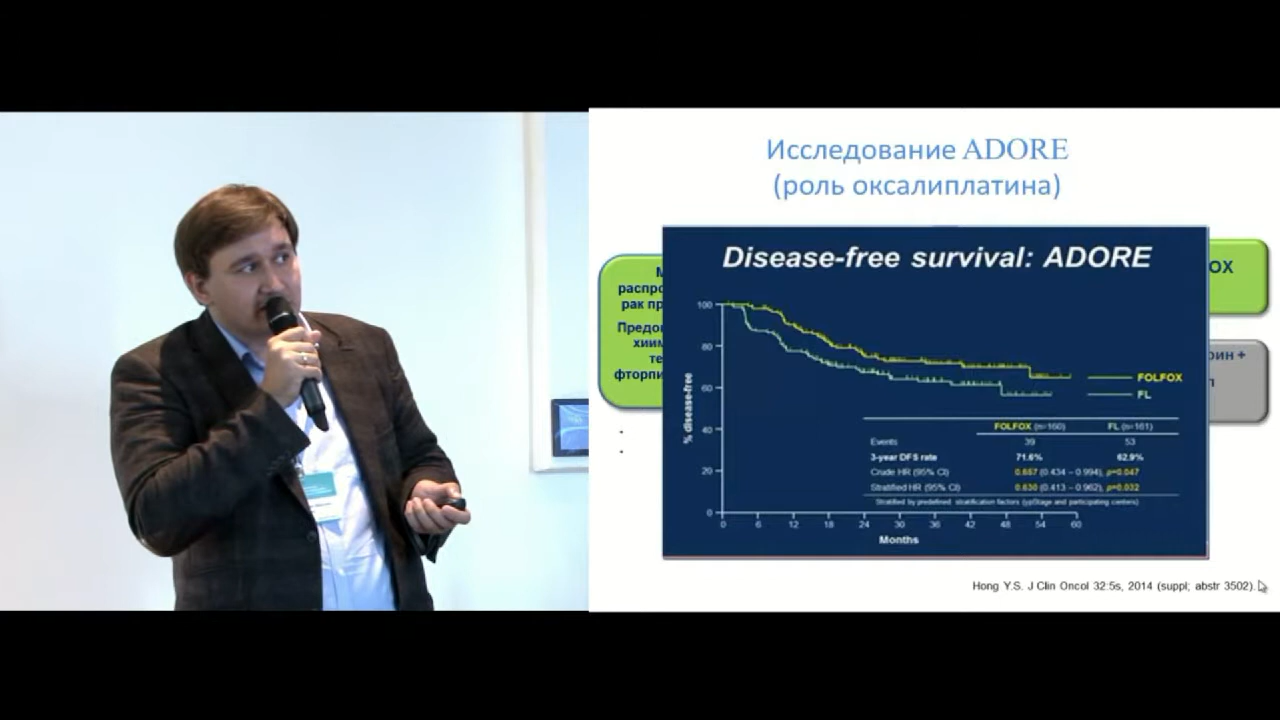 Исследование ADORE
(роль оксалиплатина)
Disease-free survival: ADORE
рак
OX
% disease-free
100
80
60
40
20
0
0 6 12 18 24 30 36 42 48 54 60
Months
FOLFOX
FL
FOLFOX (n=160) FL (n=161)
Events 39 53
3-year DFS rate 71.6% 62.9%
Crude HR (95% CI) 0.657 (0.434 – 0.994), p=0.047
Stratified HR (95% CI) 0.630 (0.413 – 0.962), p=0.032
Stratified by predefined stratification factors (ypStage and participating centers)
Hong Y.S. J Clin Oncol 32:5s, 2014 (suppl; abstr 3502).